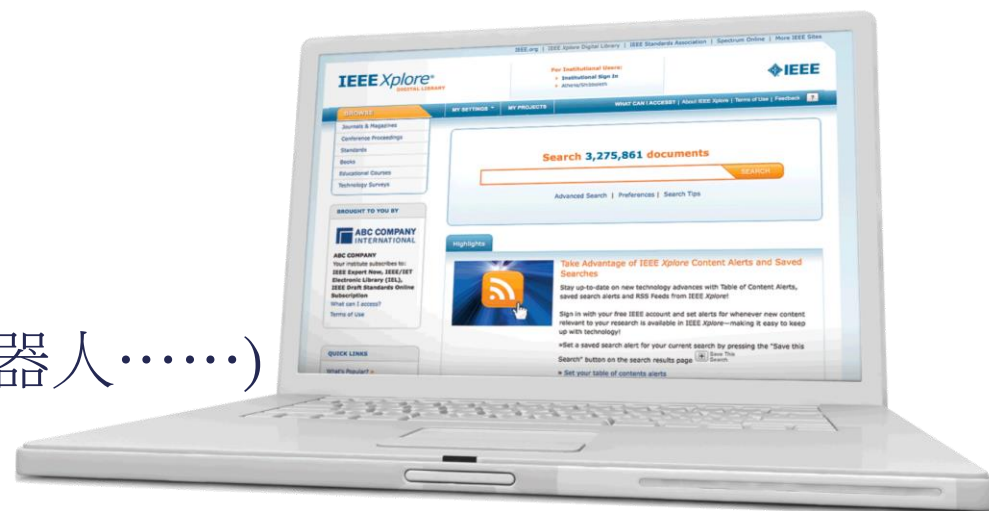 IEEE.org | IEEE Xplore Digital Library | IEEE Standards Association | Spectrum Online | More IEEE Sites
IEEE Xplore®
DIGITAL LIBRARY
For Institutional Users:
Institutional Sign In
Athens/Shibboleth
IEEE
BROWSE
MY SETTINGS
MY PROJECTS
WHAT CAN I ACCESS? | About IEEE Xplore | Terms of Use | Feedback ?
Journals & Magazines
Conference Proceedings
Standards
Books
Educational Courses
Technology Surveys
Search 3,275,861 documents
SEARCH
Advanced Search | Preferences | Search Tips
BROUGHT TO YOU BY
ABC COMPANY
INTERNATIONAL
ABC COMPANY
Your institute subscribes to:
IEEE Expert Now, IEEE/IET
Electronic Library (IEL),
IEEE Draft Standards Online
Subscription
What can I access?
Terms of Use
Highlights
Take Advantage of IEEE Xplore Content Alerts and Saved
Searches
Stay up-to-date on new technology advances with Table of Content Alerts,
saved search alerts and RSS Feeds from IEEE Xplore!
Sign in with your free IEEE account and set alerts for whenever new content
relevant to your research is available in IEEE Xplore—making it easy to keep
up with technology!
»Set a saved search alert for your current search by pressing the "Save this
Search" button on the search results page Save This
Search
» Set your table of contents alerts
QUICK LINKS
What's Popular?
器人……)